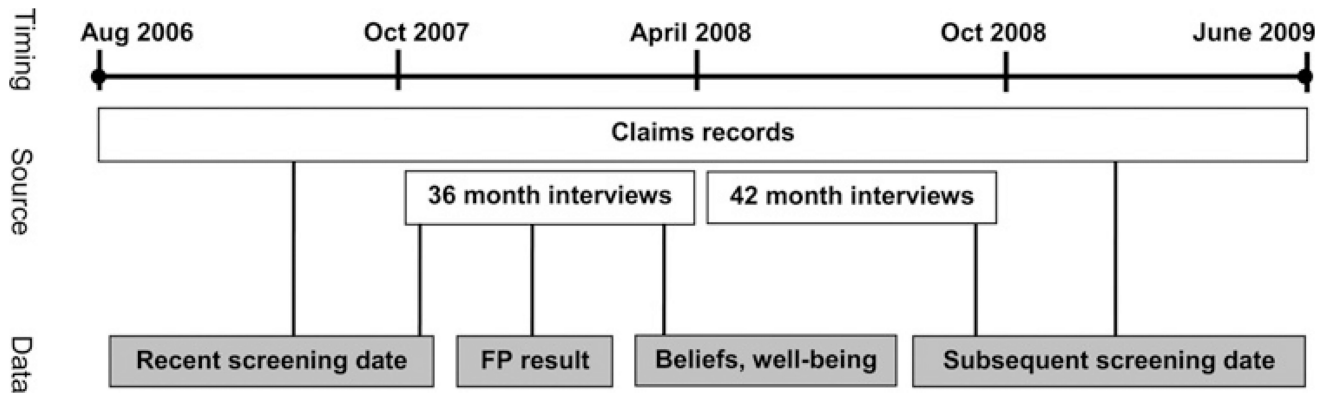 Timing
Aug 2006
Oct 2007
April 2008
Oct 2008
June 2009
Source
Claims records
36 month interviews
42 month interviews
Data
Recent screening date
FP result
Beliefs, well-being
Subsequent screening date